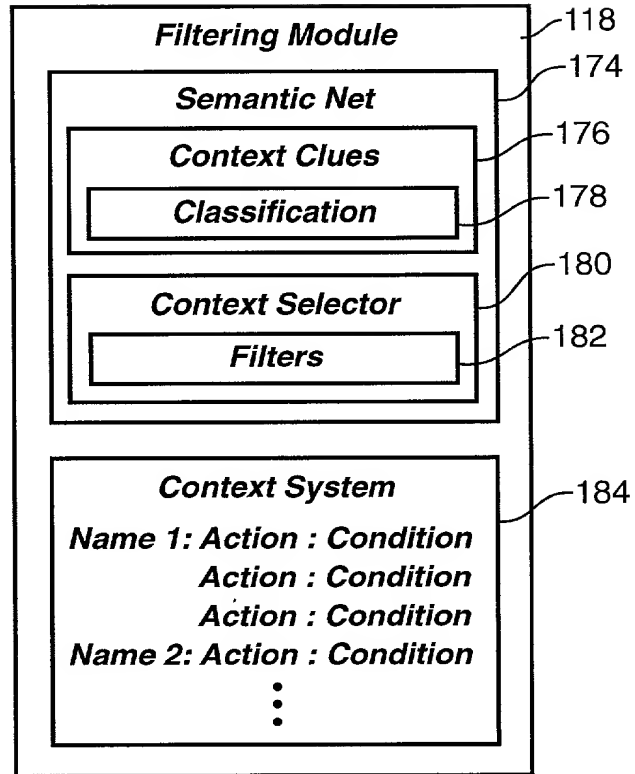 Filtering Module 118
Semantic Net 174
Context Clues 176
Classification 178
Context Selector 180
Filters 182
Context System 184
Name 1: Action : Condition
Action : Condition
Action : Condition
Name 2: Action : Condition